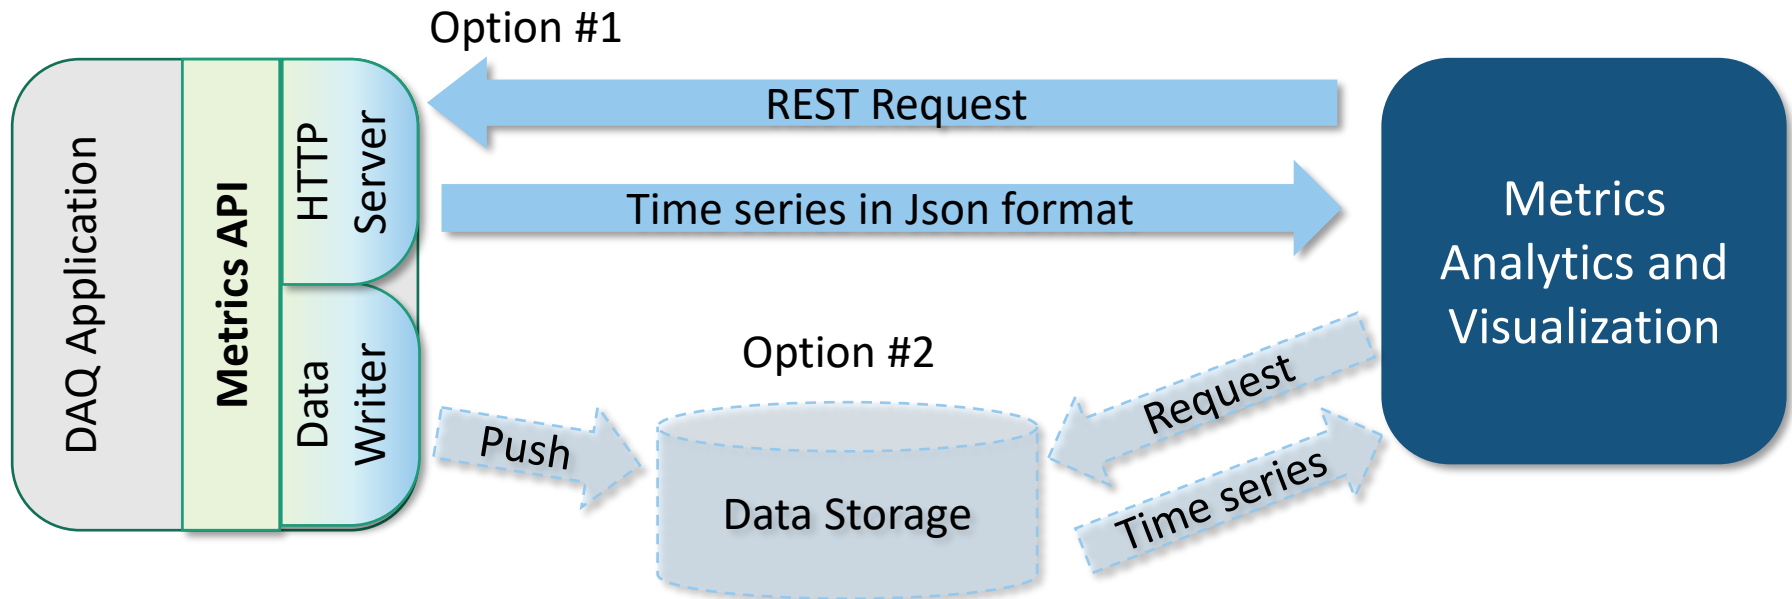 Option #1
REST Request
Time series in Json format
DAQ Application
Metrics API
HTTP
Server
Data
Writer
Metrics
Analytics and
Visualization
Option #2
Push
Data Storage
Request
Time series